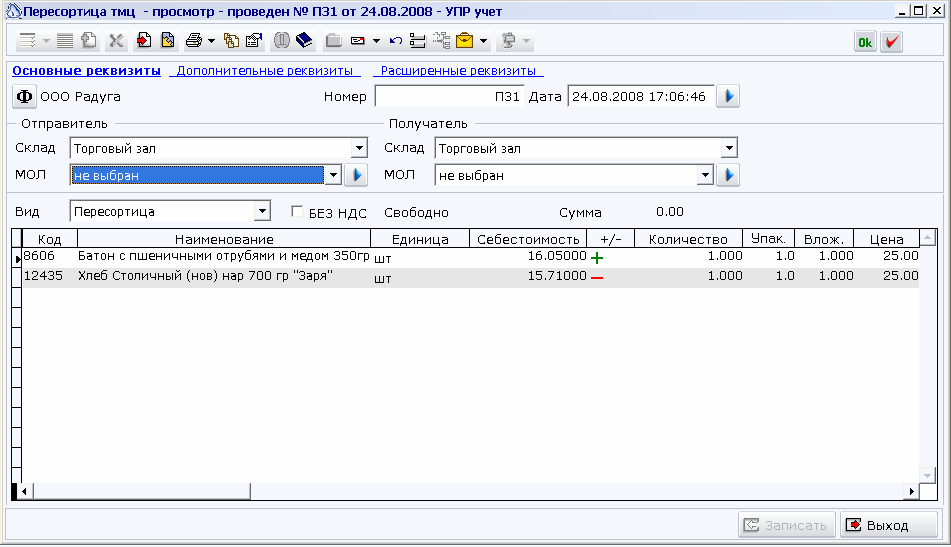 Пересортица тмц - просмотр - проведен № П31 от 24.08.2008 - УПР учет
Ok
Основные реквизиты Дополнительные реквизиты Расширенные реквизиты
Ф ООО Радуга Номер П31 Дата 24.08.2008 17:06:46
Отправитель Получатель
Склад Торговый зал Склад Торговый зал
МОЛ не выбран МОЛ не выбран
Вид Пересортица БЕЗ НДС Свободно Сумма 0.00
Код Наименование Единица Себестоимость +/- Количество Упак. Влож. Цена
8606 Батон с пшеничными отрубями и медом 350гр шт 16.05000 + 1.000 1.0 1.000 25.00
12435 Хлеб Столичный (нов) нар 700 гр "Заря" шт 15.71000 − 1.000 1.0 1.000 25.00
Записать Выход